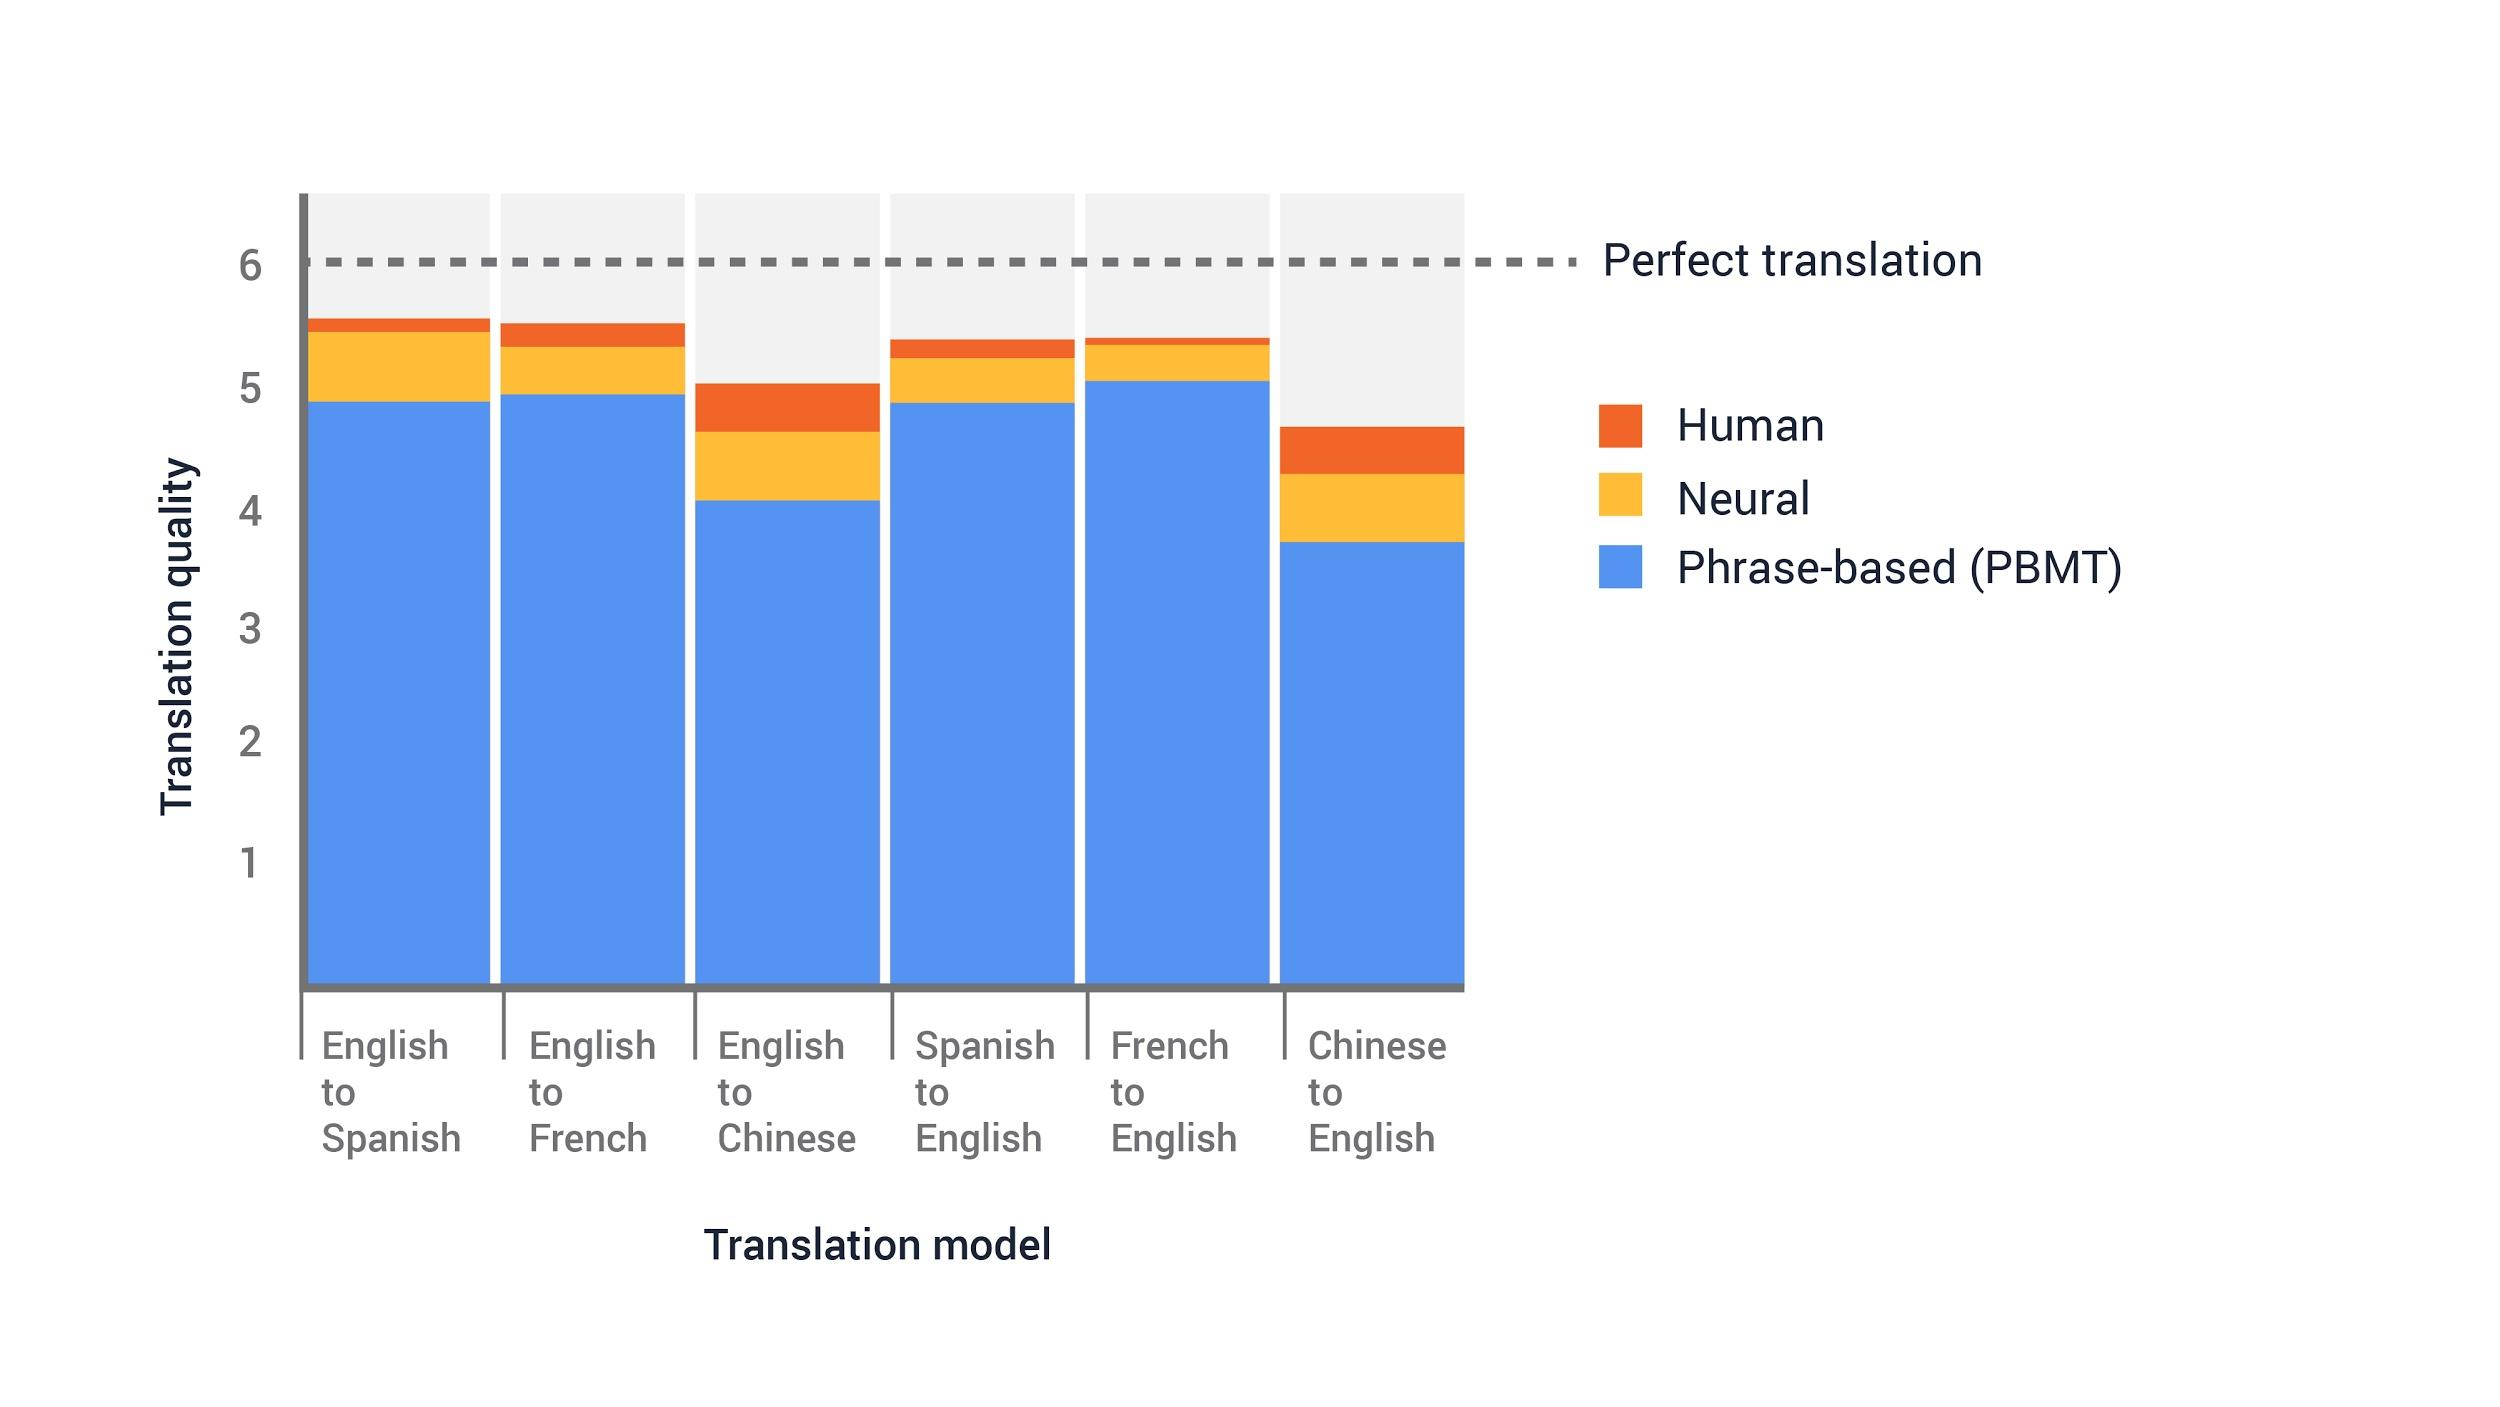 6
5
4
3
2
1
Translation quality
Perfect translation
Human
Neural
Phrase-based (PBMT)
English
to
Spanish
English
to
French
English
to
Chinese
Spanish
to
English
French
to
English
Chinese
to
English
Translation model